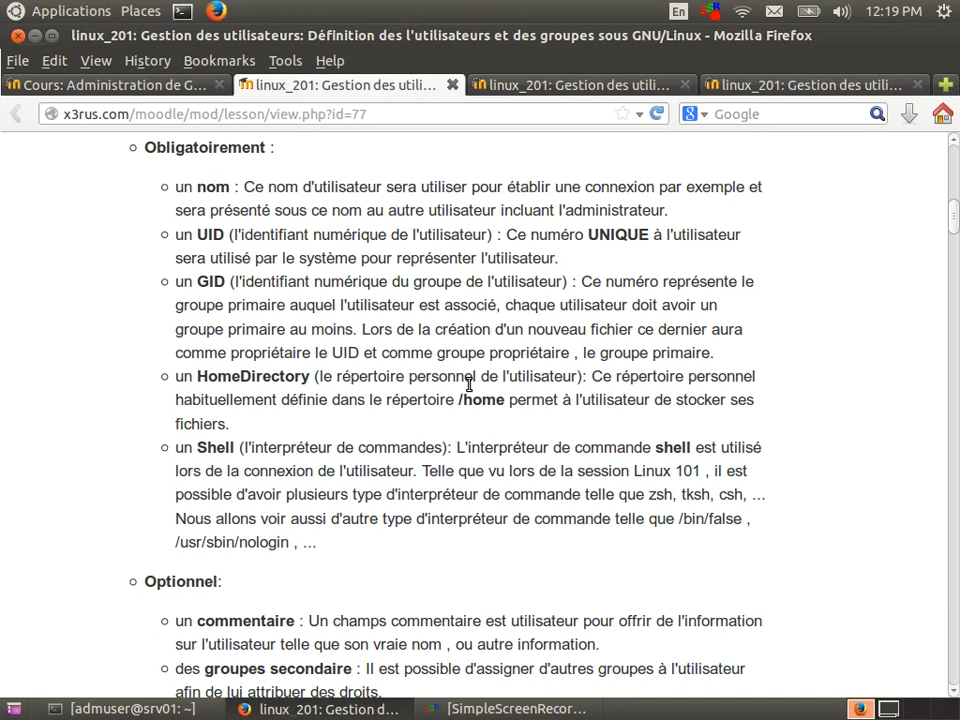 Applications Places En 12:19 PM
linux_201: Gestion des utilisateurs: Définition des l'utilisateurs et des groupes sous GNU/Linux - Mozilla Firefox
File Edit View History Bookmarks Tools Help
Cours: Administration de G... linux_201: Gestion des utili... linux_201: Gestion des utili... linux_201: Gestion des utili...
x3rus.com/moodle/mod/lesson/view.php?id=77 Google
Obligatoirement :
un nom : Ce nom d'utilisateur sera utiliser pour établir une connexion par exemple et
sera présenté sous ce nom au autre utilisateur incluant l'administrateur.
un UID (l'identifiant numérique de l'utilisateur) : Ce numéro UNIQUE à l'utilisateur
sera utilisé par le système pour représenter l'utilisateur.
un GID (l'identifiant numérique du groupe de l'utilisateur) : Ce numéro représente le
groupe primaire auquel l'utilisateur est associé, chaque utilisateur doit avoir un
groupe primaire au moins. Lors de la création d'un nouveau fichier ce dernier aura
comme propriétaire le UID et comme groupe propriétaire , le groupe primaire.
un HomeDirectory (le répertoire personnel de l'utilisateur): Ce répertoire personnel
habituellement définie dans le répertoire /home permet à l'utilisateur de stocker ses
fichiers.
un Shell (l'interpréteur de commandes): L'interpréteur de commande shell est utilisé
lors de la connexion de l'utilisateur. Telle que vu lors de la session Linux 101 , il est
possible d'avoir plusieurs type d'interpréteur de commande telle que zsh, tksh, csh, …
Nous allons voir aussi d'autre type d'interpréteur de commande telle que /bin/false ,
/usr/sbin/nologin , …
Optionnel:
un commentaire : Un champs commentaire est utilisateur pour offrir de l'information
sur l'utilisateur telle que son vraie nom , ou autre information.
des groupes secondaire : Il est possible d'assigner d'autres groupes à l'utilisateur
afin de lui attribuer des droits.
[admuser@srv01: ~] linux_201: Gestion d... [SimpleScreenRecor...